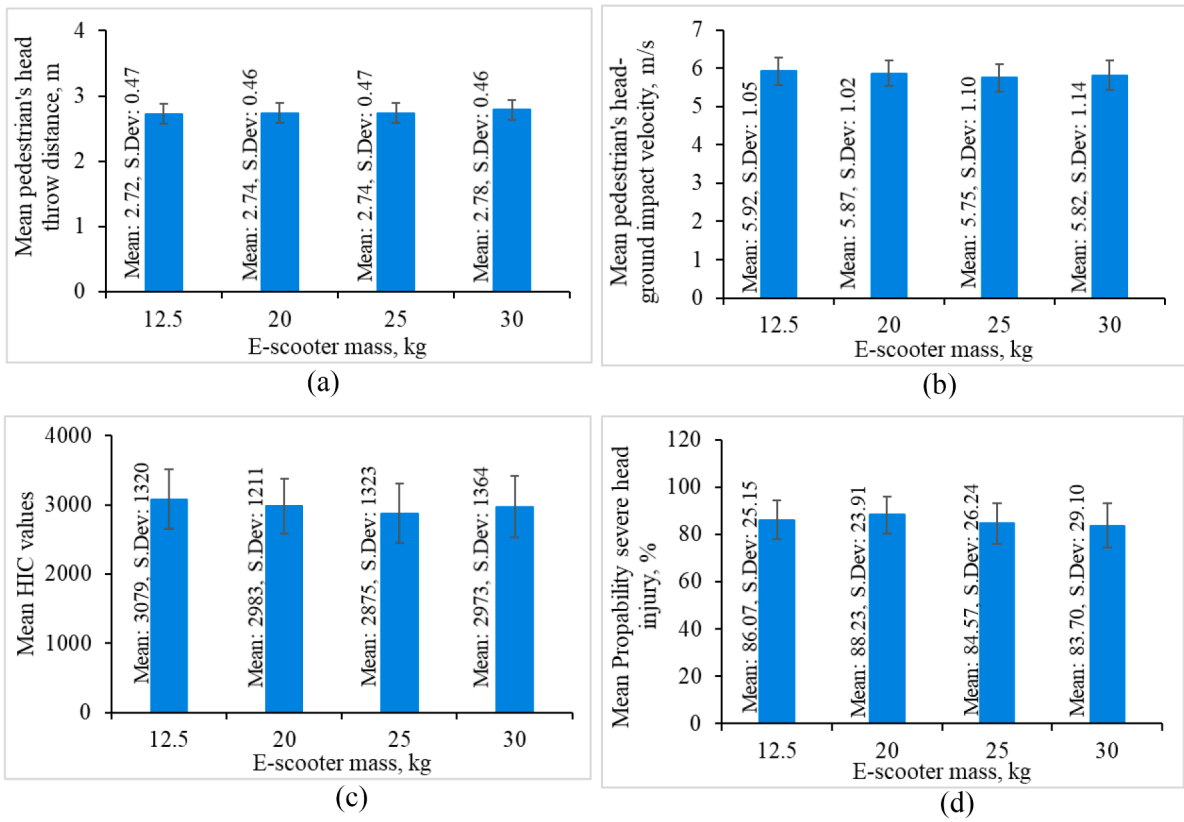 Mean pedestrian's head
throw distance, m
4
3
2
1
0
Mean: 2.72, S.Dev: 0.47
Mean: 2.74, S.Dev: 0.46
Mean: 2.74, S.Dev: 0.47
Mean: 2.78, S.Dev: 0.46
12.5 20 25 30
E-scooter mass, kg
(a)
Mean pedestrian's head-
ground impact velocity, m/s
7
6
5
4
3
2
1
0
Mean: 5.92, S.Dev: 1.05
Mean: 5.87, S.Dev: 1.02
Mean: 5.75, S.Dev: 1.10
Mean: 5.82, S.Dev: 1.14
12.5 20 25 30
E-scooter mass, kg
(b)
Mean HIC values
4000
3000
2000
1000
0
Mean: 3079, S.Dev: 1320
Mean: 2983, S.Dev: 1211
Mean: 2875, S.Dev: 1323
Mean: 2973, S.Dev: 1364
12.5 20 25 30
E-scooter mass, kg
(c)
Mean Propability severe head
injury, %
120
100
80
60
40
20
0
Mean: 86.07, S.Dev: 25.15
Mean: 88.23, S.Dev: 23.91
Mean: 84.57, S.Dev: 26.24
Mean: 83.70, S.Dev: 29.10
12.5 20 25 30
E-scooter mass, kg
(d)